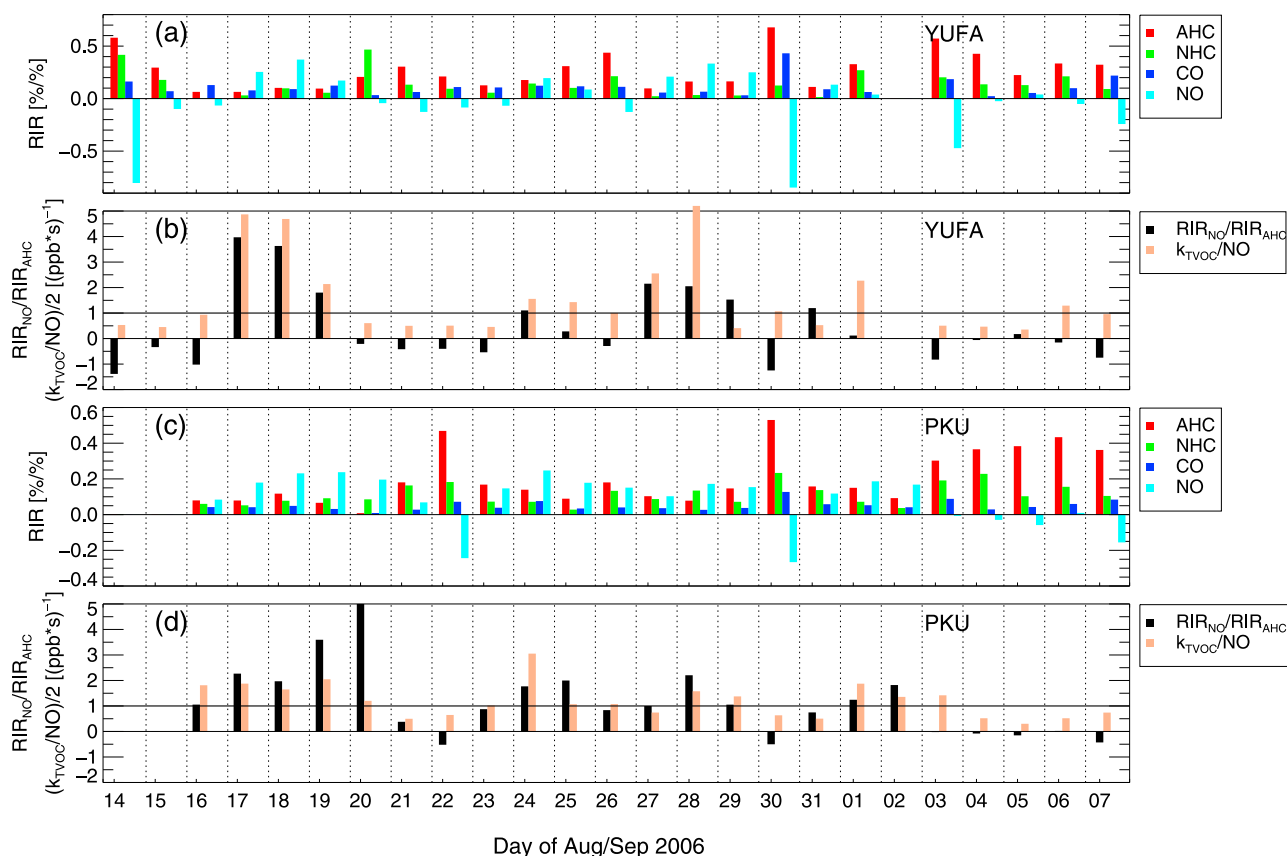 (a)
YUFA
AHC
NHC
CO
NO
RIR [%/%]
0.5
0.0
−0.5
(b)
YUFA
RIR_NO/RIR_AHC
k_TVOC/NO
RIR_NO/RIR_AHC
(k_TVOC/NO)/2 [(ppb*s)⁻¹]
5
4
3
2
1
0
−1
−2
(c)
PKU
AHC
NHC
CO
NO
RIR [%/%]
0.6
0.4
0.2
0.0
−0.2
−0.4
(d)
PKU
RIR_NO/RIR_AHC
k_TVOC/NO
RIR_NO/RIR_AHC
(k_TVOC/NO)/2 [(ppb*s)⁻¹]
5
4
3
2
1
0
−1
−2
14 15 16 17 18 19 20 21 22 23 24 25 26 27 28 29 30 31 01 02 03 04 05 06 07
Day of Aug/Sep 2006